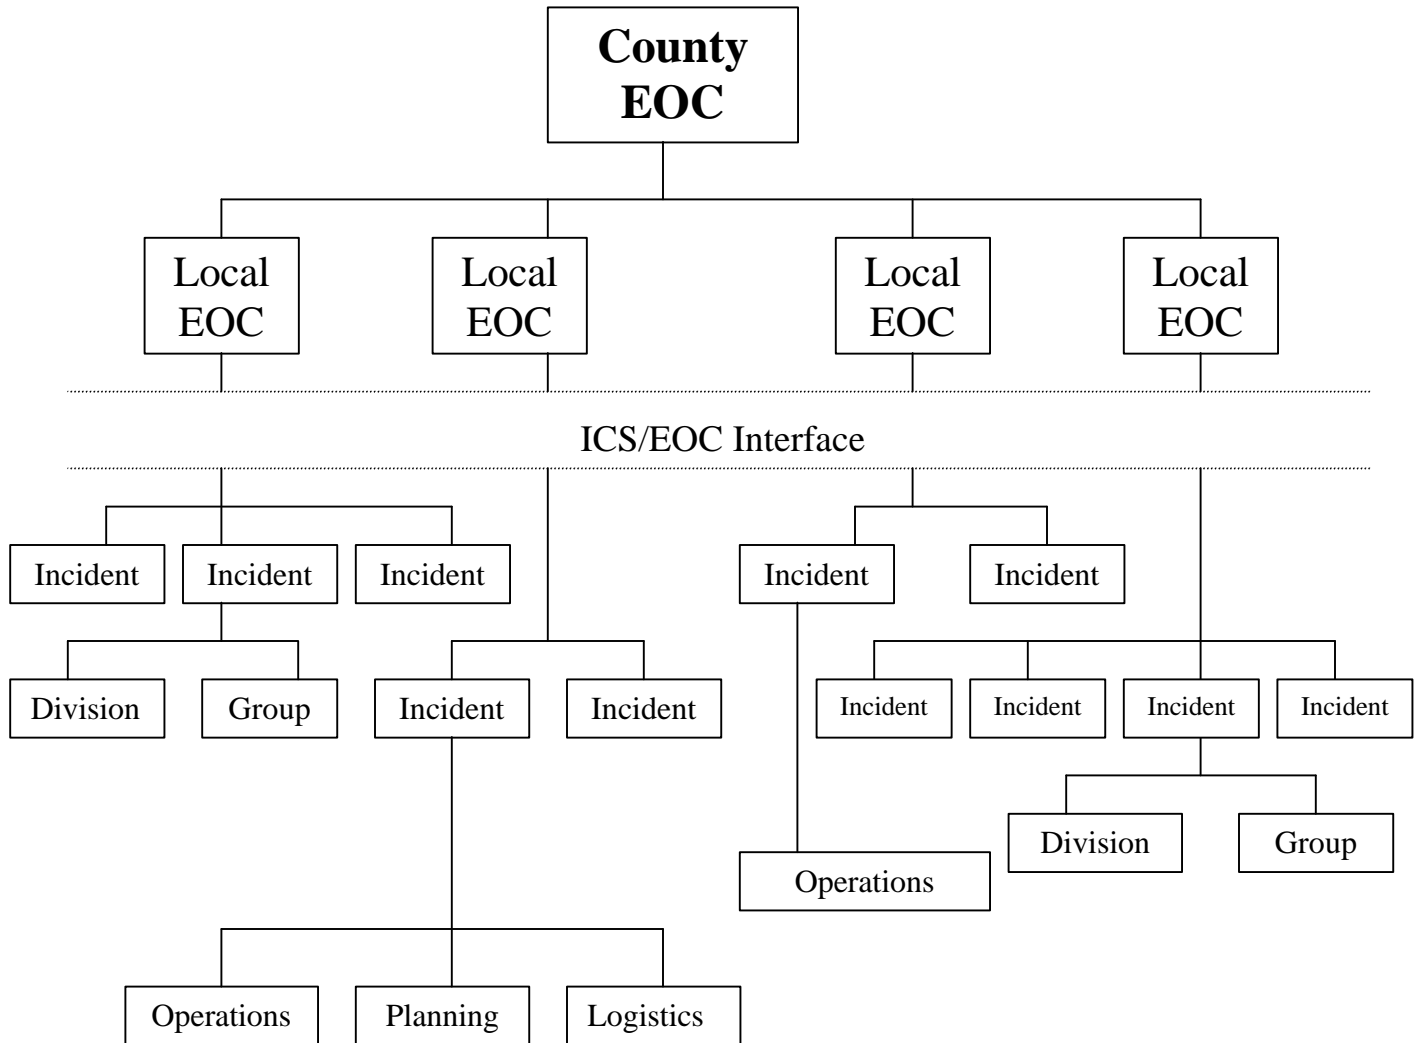 County
EOC
Local
EOC
Local
EOC
Local
EOC
Local
EOC
ICS/EOC Interface
Incident
Incident
Incident
Incident
Incident
Division
Group
Incident
Incident
Incident
Incident
Incident
Incident
Division
Group
Operations
Operations
Planning
Logistics